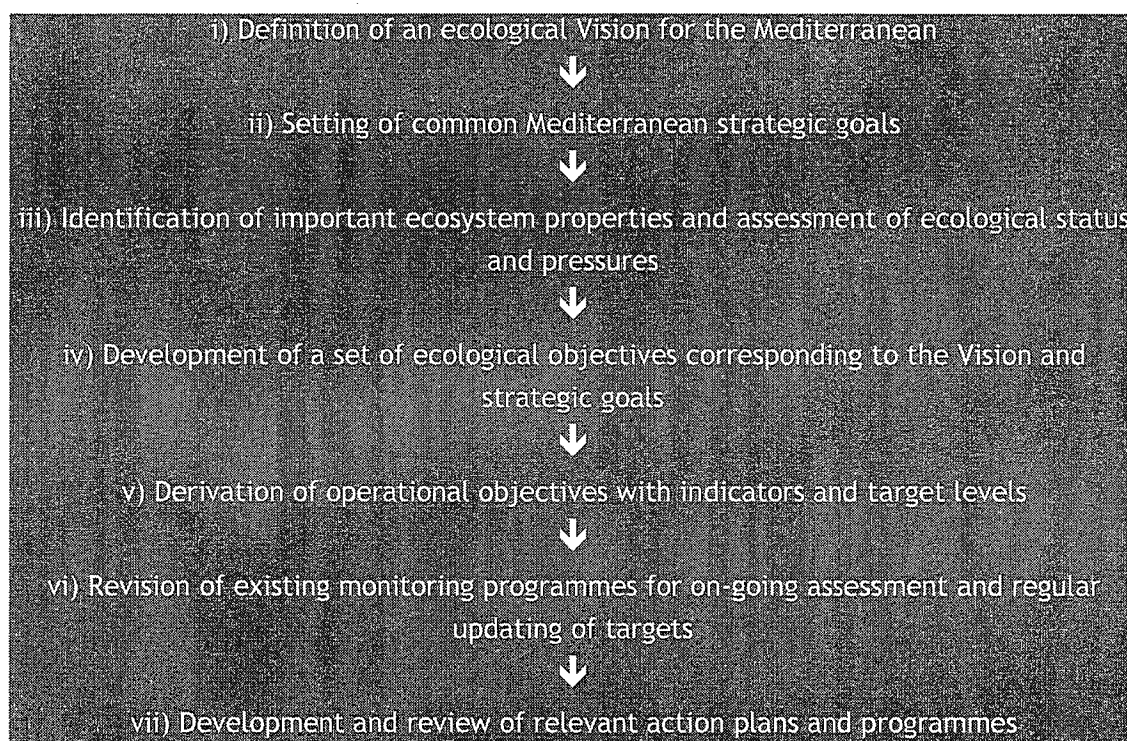 i) Definition of an ecological Vision for the Mediterranean
ii) Setting of common Mediterranean strategic goals
iii) Identification of important ecosystem properties and assessment of ecological status
and pressures
iv) Development of a set of ecological objectives corresponding to the Vision and
strategic goals
v) Derivation of operational objectives with indicators and target levels
vi) Revision of existing monitoring programmes for on-going assessment and regular
updating of targets
vii) Development and review of relevant action plans and programmes